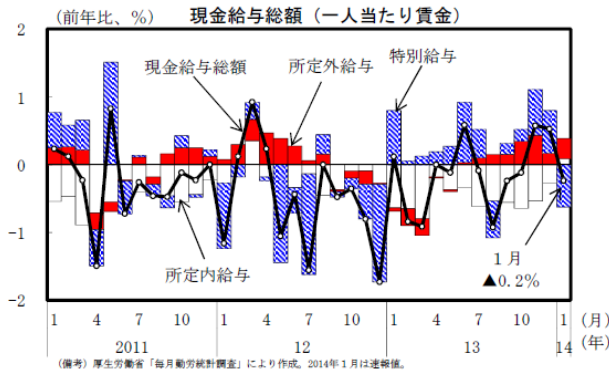 現金給与総額（一人当たり賃金）
（前年比、％）
2
1
0
−1
−2
現金給与総額
所定外給与
特別給与
所定内給与
1月
▲0.2％
1 4 7 10 1 4 7 10 1 4 7 10 1 （月）
2011 12 13 14 （年）
（備考）厚生労働省「毎月勤労統計調査」により作成。2014年１月は速報値。